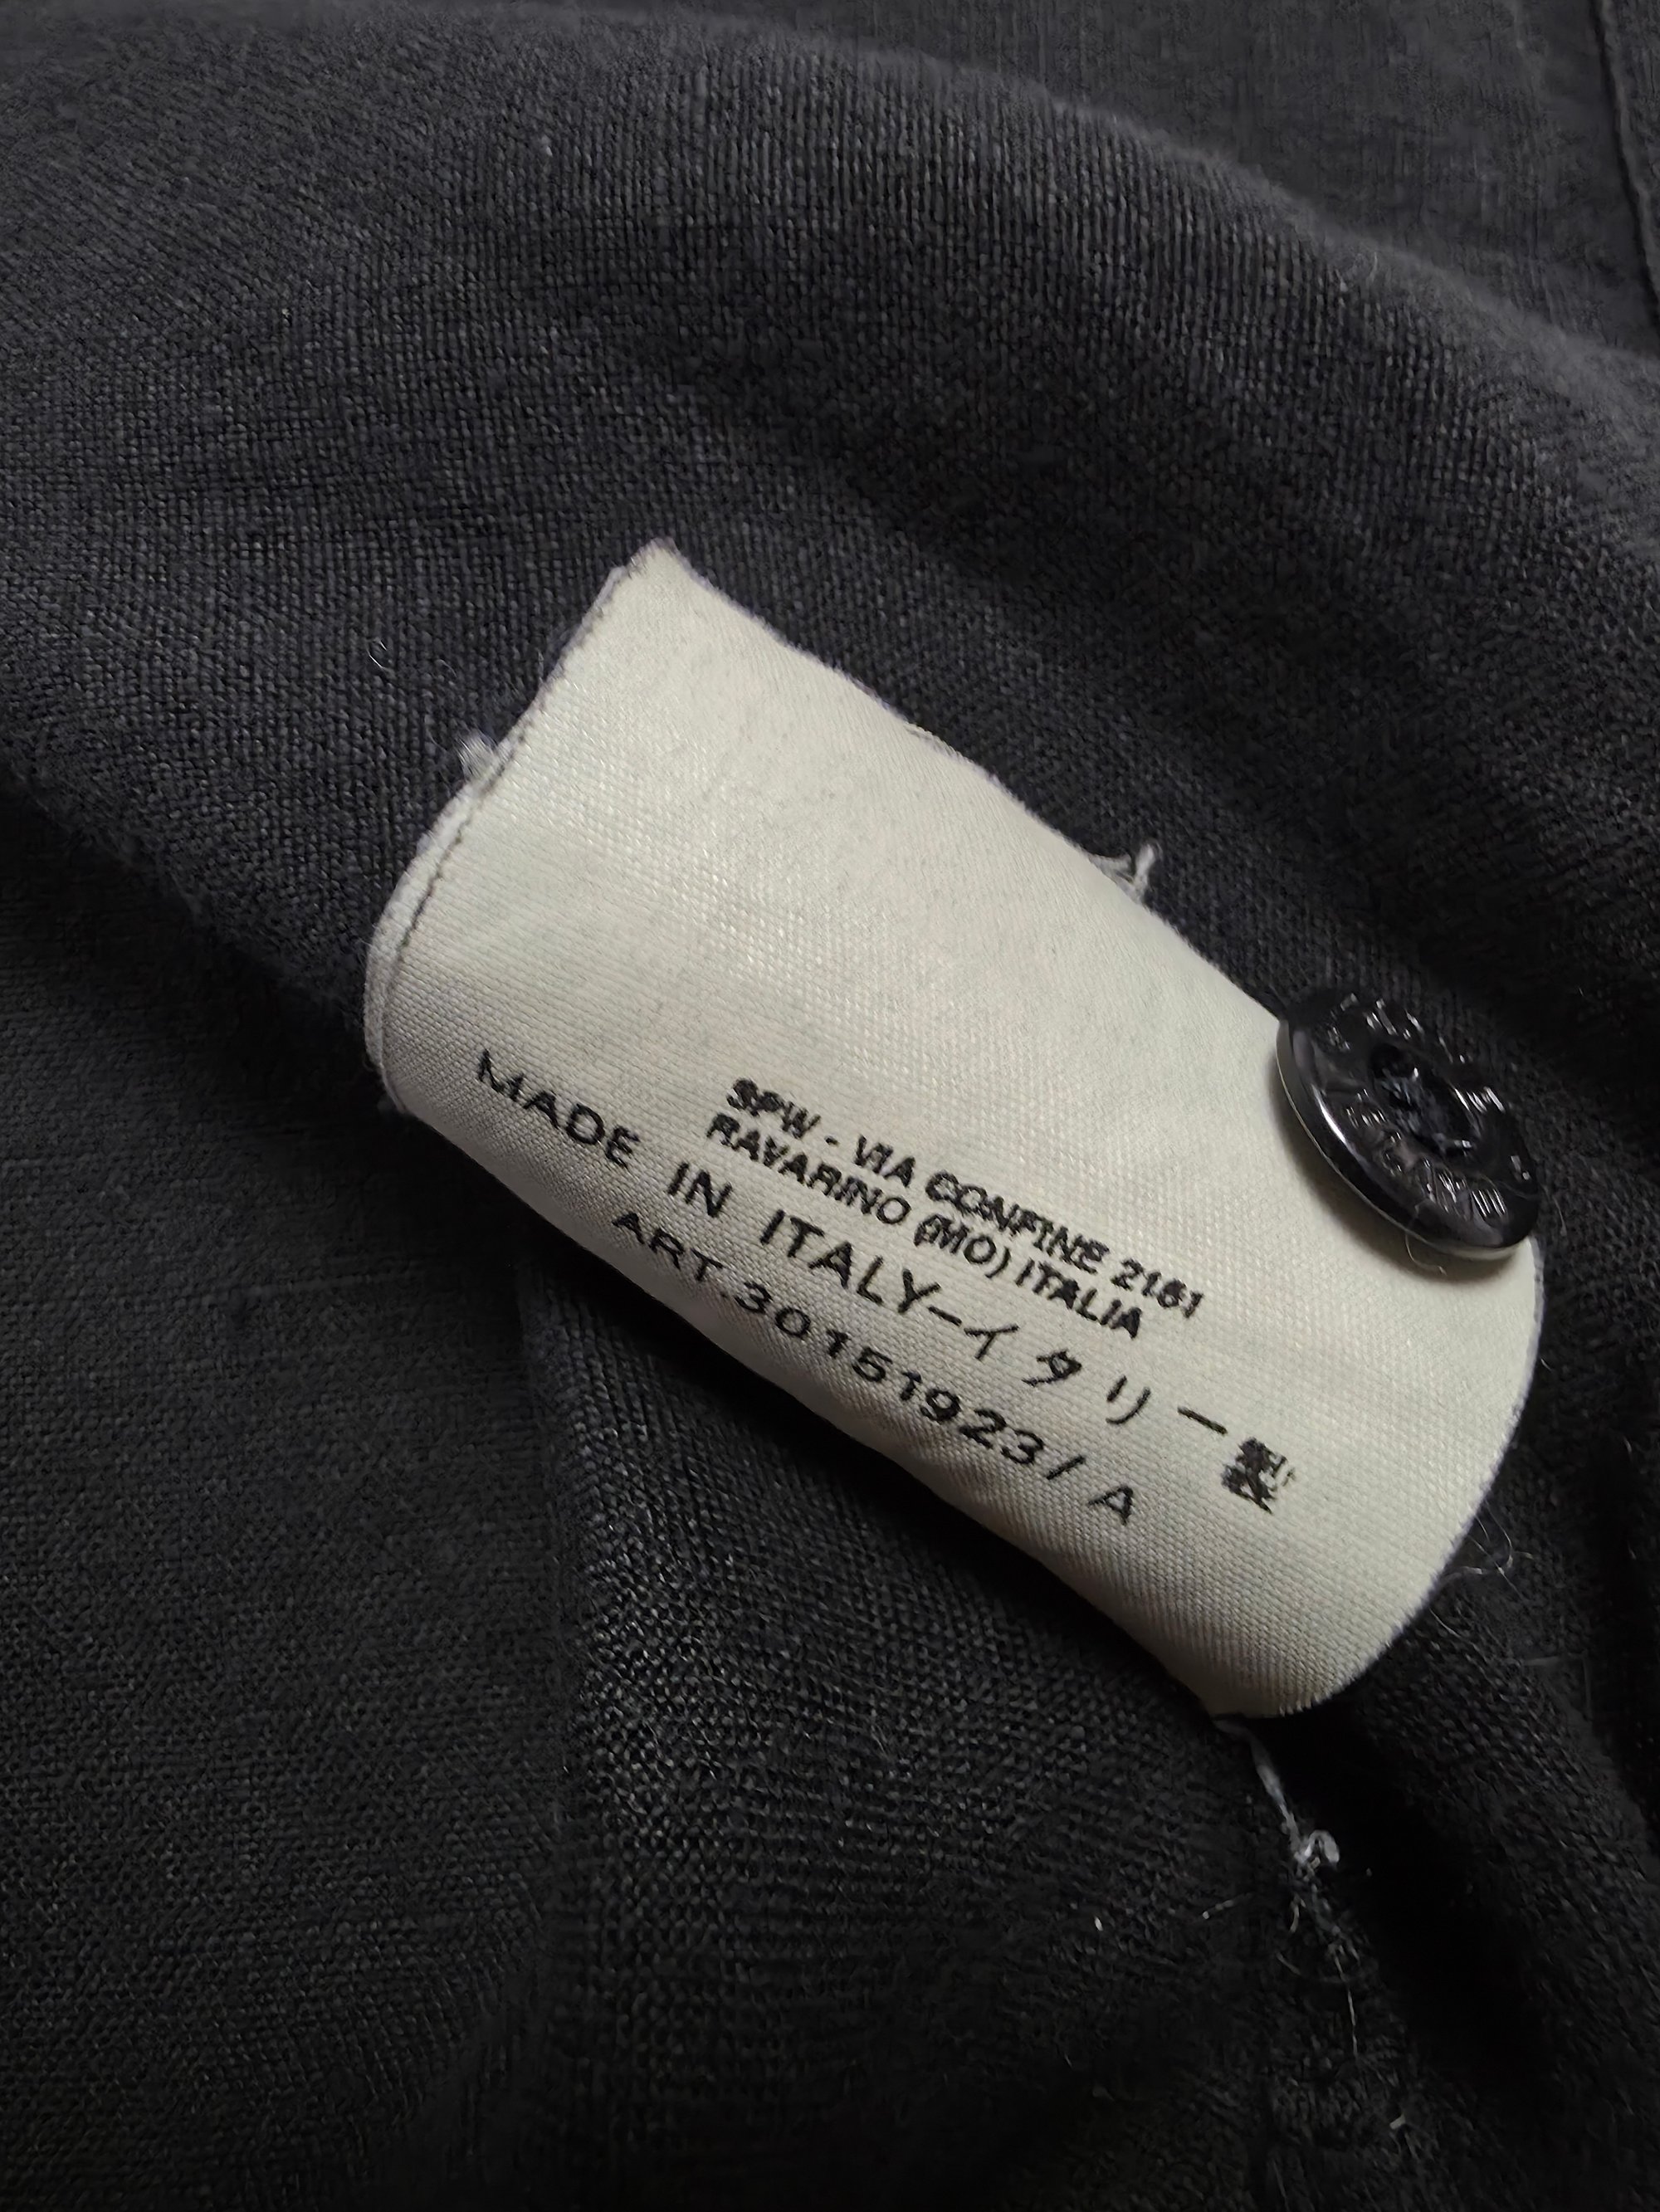 SPW - VIA CONFINE 2161
RAVARINO (MO) ITALIA
MADE IN ITALY-イタリー製
ART.30151923/A